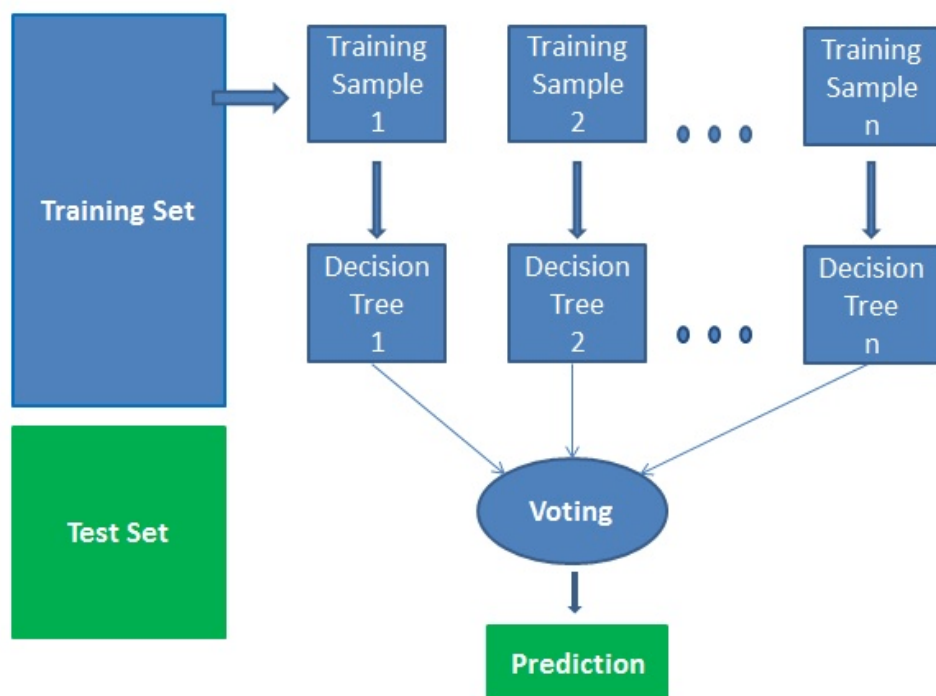 Training
Sample
1
Training
Sample
2
Training
Sample
n
Training Set
Decision
Tree
1
Decision
Tree
2
Decision
Tree
n
Voting
Test Set
Prediction